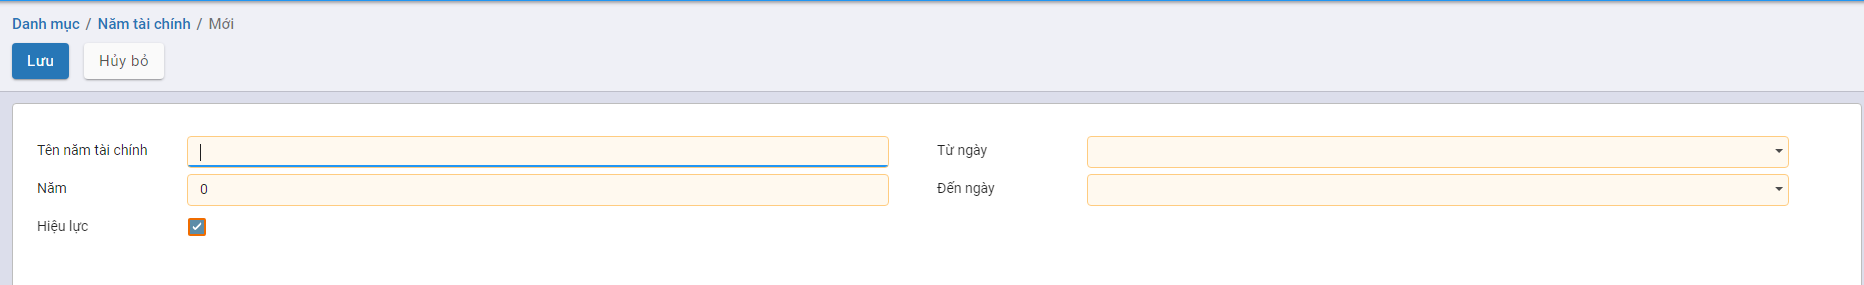 Danh mục / Năm tài chính / Mới
Lưu Hủy bỏ
Tên năm tài chính Từ ngày
Năm 0 Đến ngày
Hiệu lực